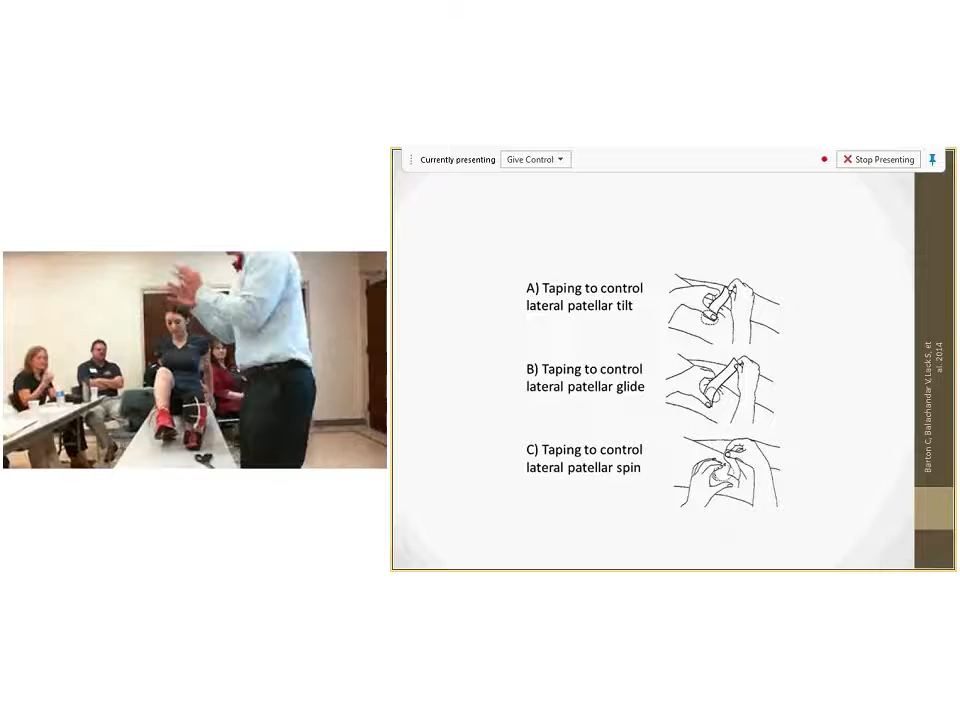 Currently presenting
Give Control
Stop Presenting
A) Taping to control
lateral patellar tilt
B) Taping to control
lateral patellar glide
C) Taping to control
lateral patellar spin
Barton C, Balachandar V, Lack S, et
al. 2014